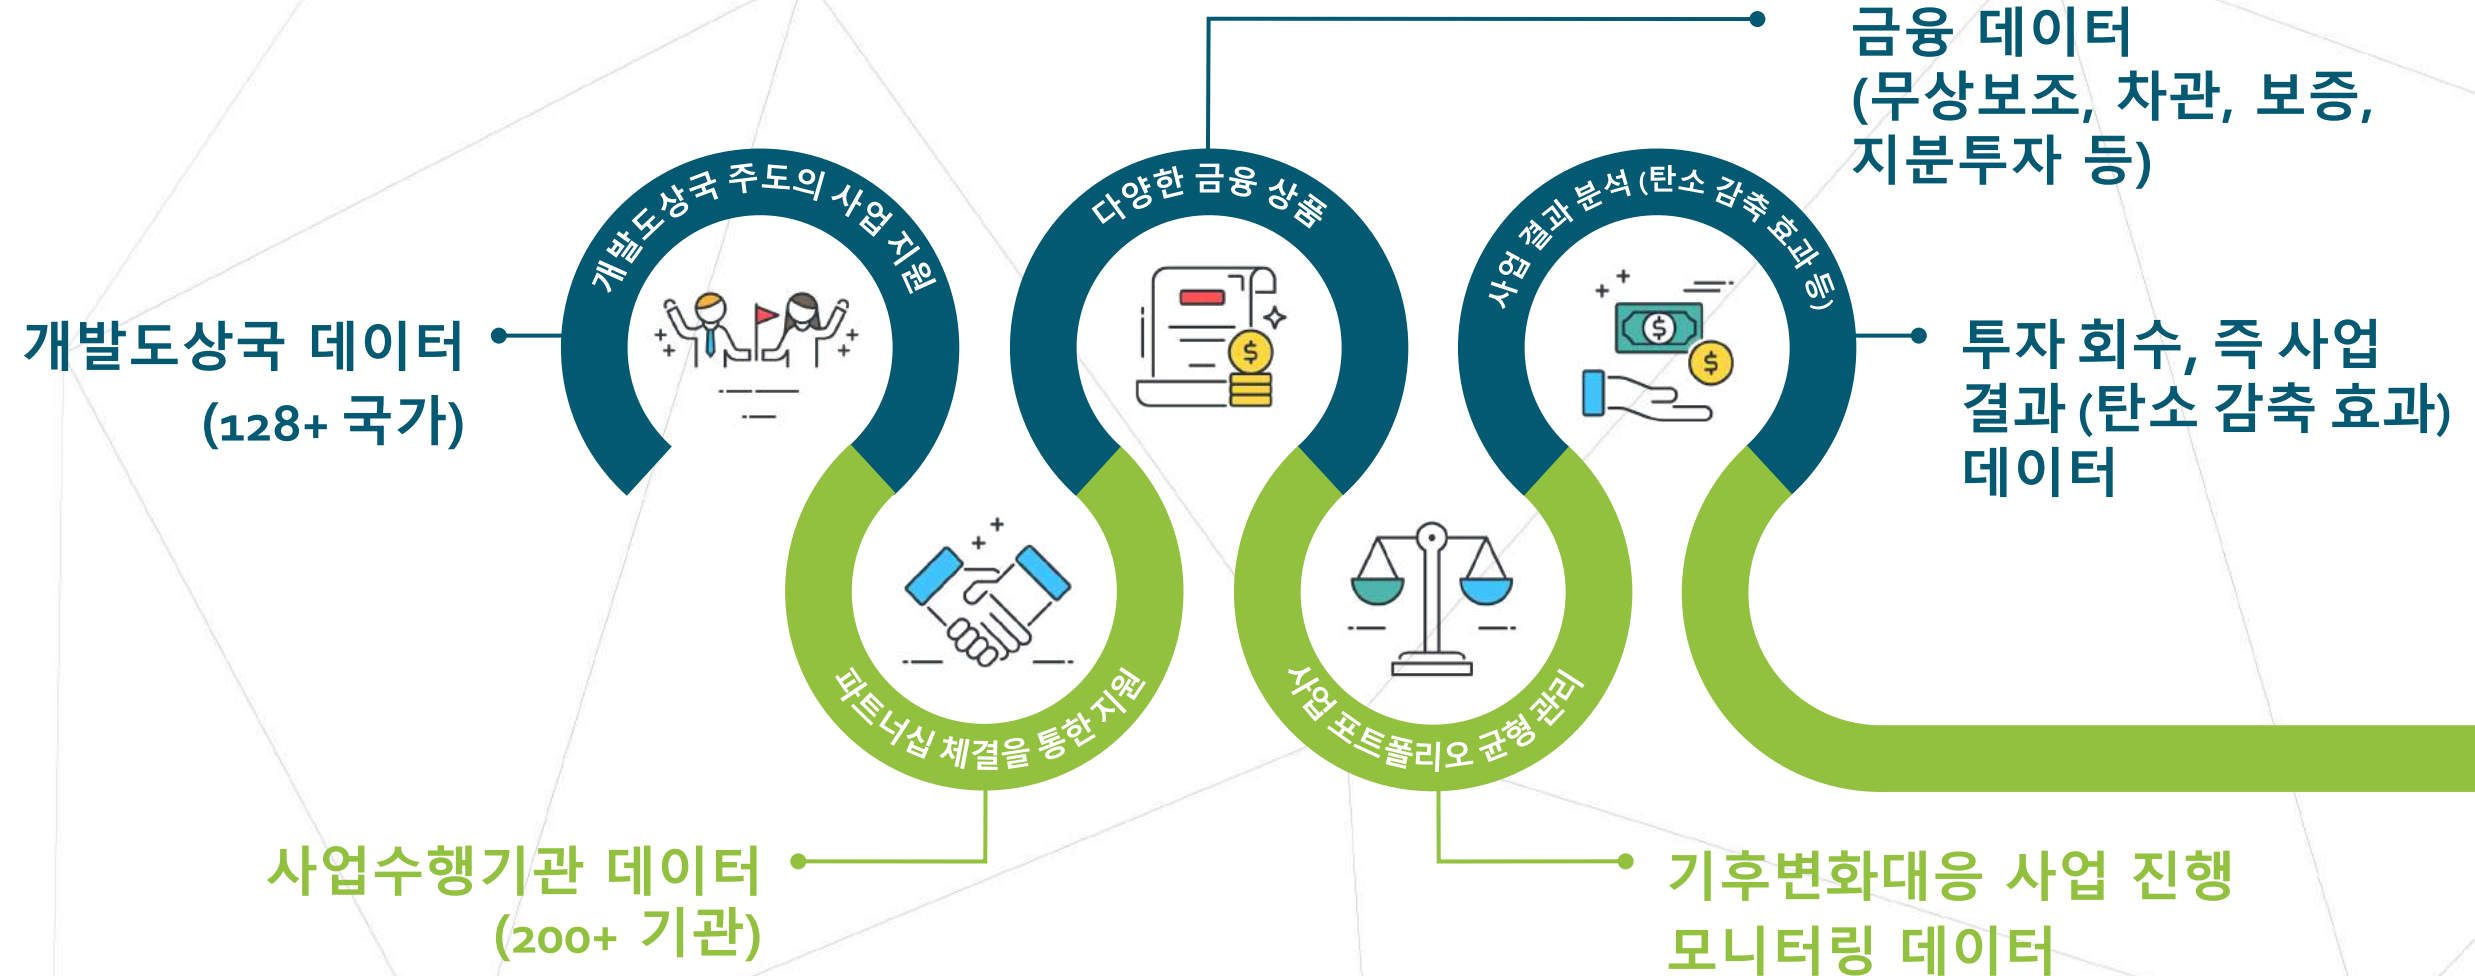 금융 데이터
(무상보조, 차관, 보증,
지분투자 등)
개발도상국 주도의 사업 지원
다양한 금융 상품
사업 결과 분석 (탄소 감축 효과 등)
개발도상국 데이터
(128+ 국가)
투자 회수, 즉 사업
결과 (탄소 감축 효과)
데이터
파트너십 체결을 통한 지원
사업 포트폴리오 균형 관리
사업수행기관 데이터
(200+ 기관)
기후변화대응 사업 진행
모니터링 데이터